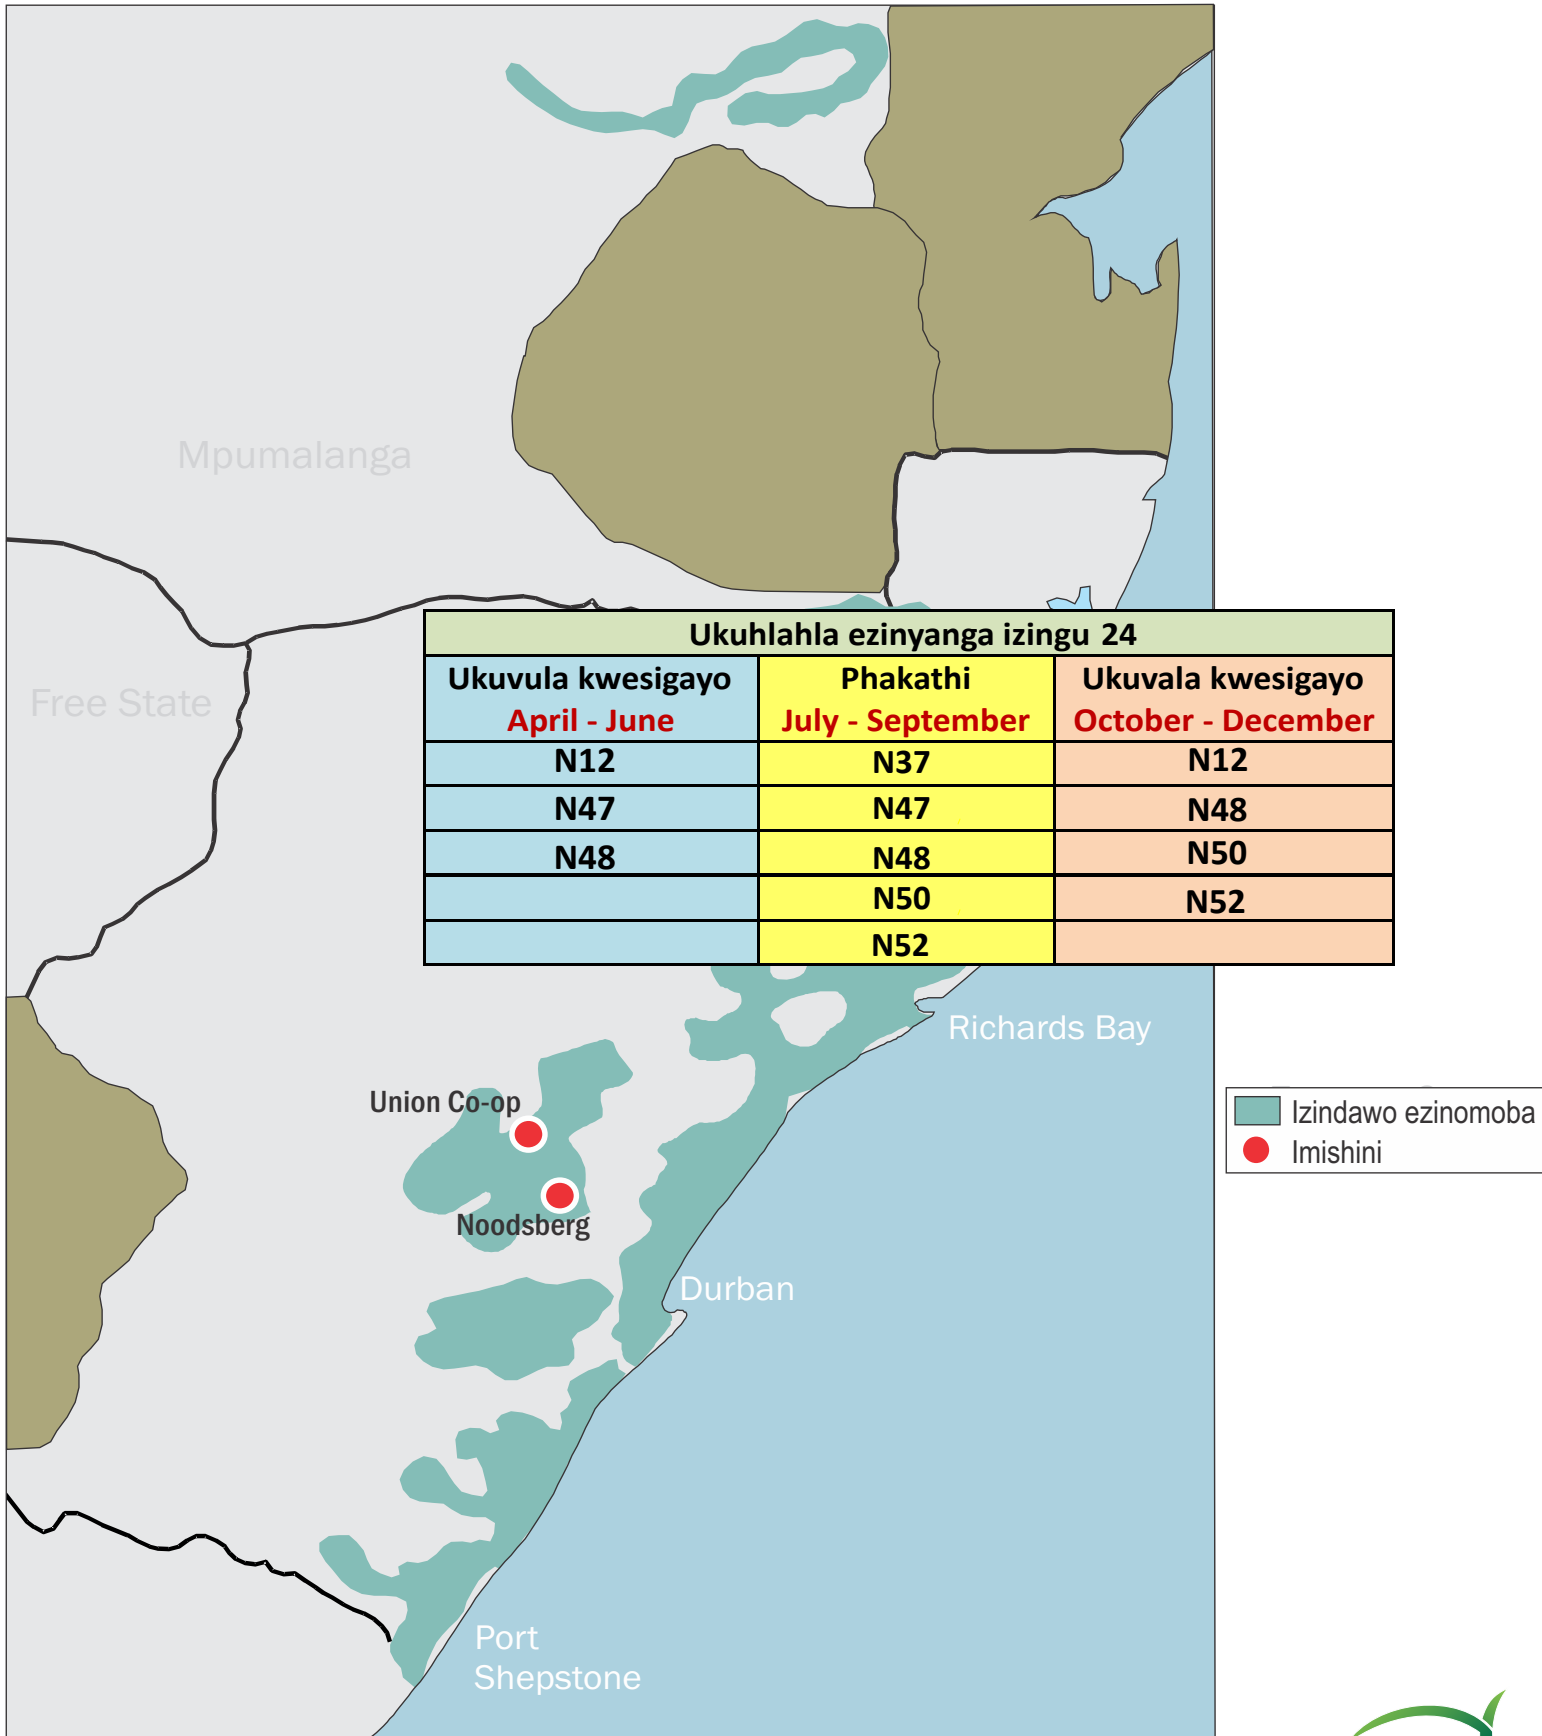 Mpumalanga
Free State
Ukuhlahla ezinyanga izingu 24
Ukuvula kwesigayo Phakathi Ukuvala kwesigayo
April - June July - September October - December
N12 N37 N12
N47 N47 N48
N48 N48 N50
N50 N52
N52
Richards Bay
Union Co-op
Izindawo ezinomoba
Imishini
Noodsberg
Durban
Port
Shepstone